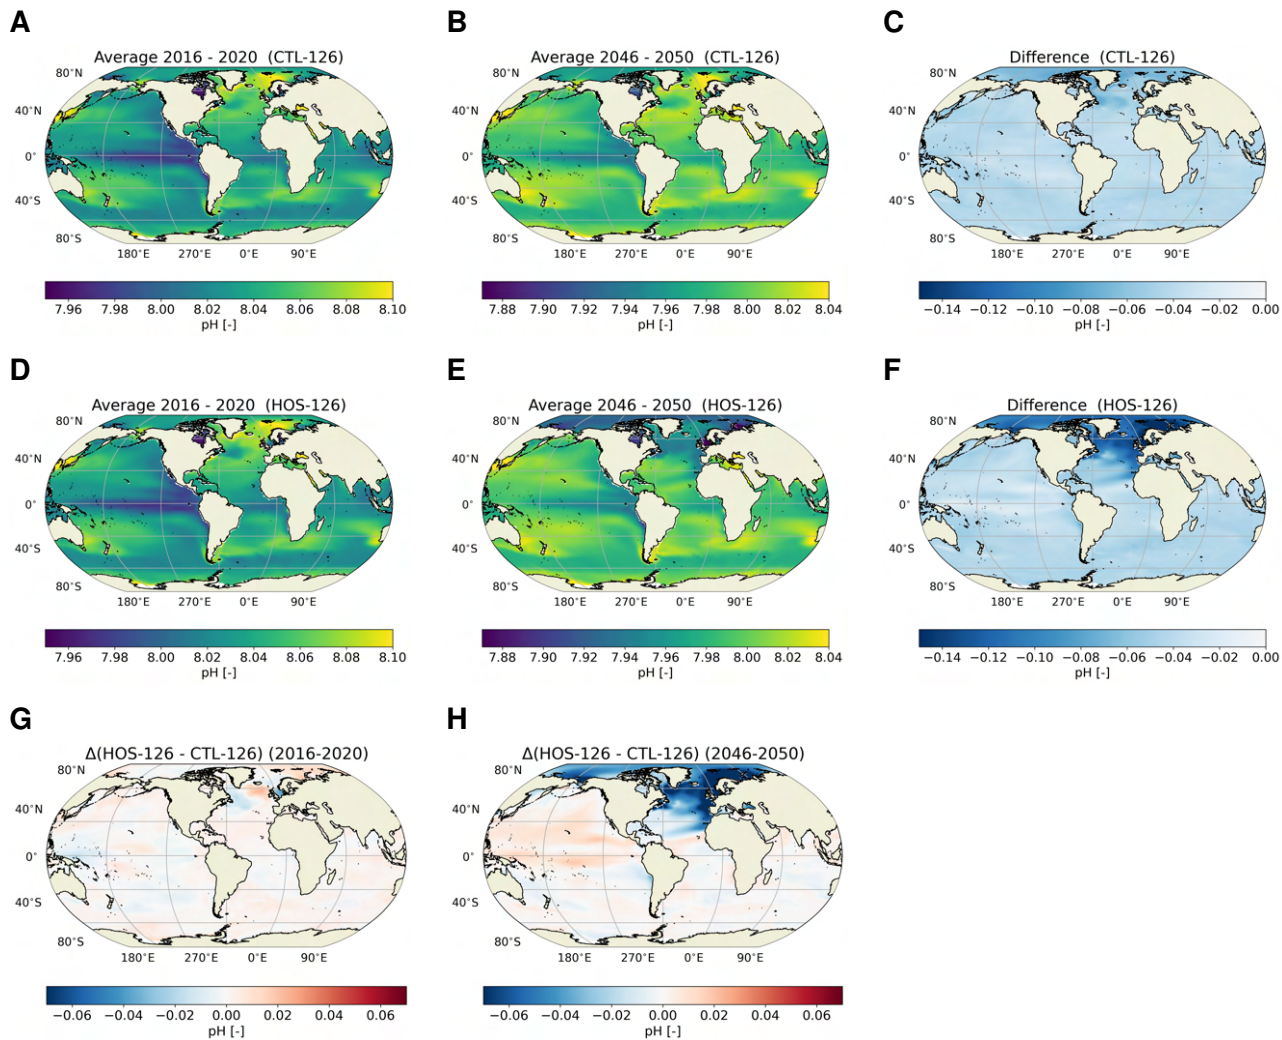 A
B
C
Average 2016 - 2020 (CTL-126)
Average 2046 - 2050 (CTL-126)
Difference (CTL-126)
80°N 80°N 80°N
40°N 40°N 40°N
0° 0° 0°
40°S 40°S 40°S
80°S 80°S 80°S
180°E 270°E 0°E 90°E 180°E 270°E 0°E 90°E 180°E 270°E 0°E 90°E
7.96 7.98 8.00 8.02 8.04 8.06 8.08 8.10
7.88 7.90 7.92 7.94 7.96 7.98 8.00 8.02 8.04
−0.14 −0.12 −0.10 −0.08 −0.06 −0.04 −0.02 0.00
pH [-] pH [-] pH [-]
D
E
F
Average 2016 - 2020 (HOS-126)
Average 2046 - 2050 (HOS-126)
Difference (HOS-126)
80°N 80°N 80°N
40°N 40°N 40°N
0° 0° 0°
40°S 40°S 40°S
80°S 80°S 80°S
180°E 270°E 0°E 90°E 180°E 270°E 0°E 90°E 180°E 270°E 0°E 90°E
7.96 7.98 8.00 8.02 8.04 8.06 8.08 8.10
7.88 7.90 7.92 7.94 7.96 7.98 8.00 8.02 8.04
−0.14 −0.12 −0.10 −0.08 −0.06 −0.04 −0.02 0.00
pH [-] pH [-] pH [-]
G
H
Δ(HOS-126 - CTL-126) (2016-2020)
Δ(HOS-126 - CTL-126) (2046-2050)
80°N 80°N
40°N 40°N
0° 0°
40°S 40°S
80°S 80°S
180°E 270°E 0°E 90°E 180°E 270°E 0°E 90°E
−0.06 −0.04 −0.02 0.00 0.02 0.04 0.06
−0.06 −0.04 −0.02 0.00 0.02 0.04 0.06
pH [-] pH [-]